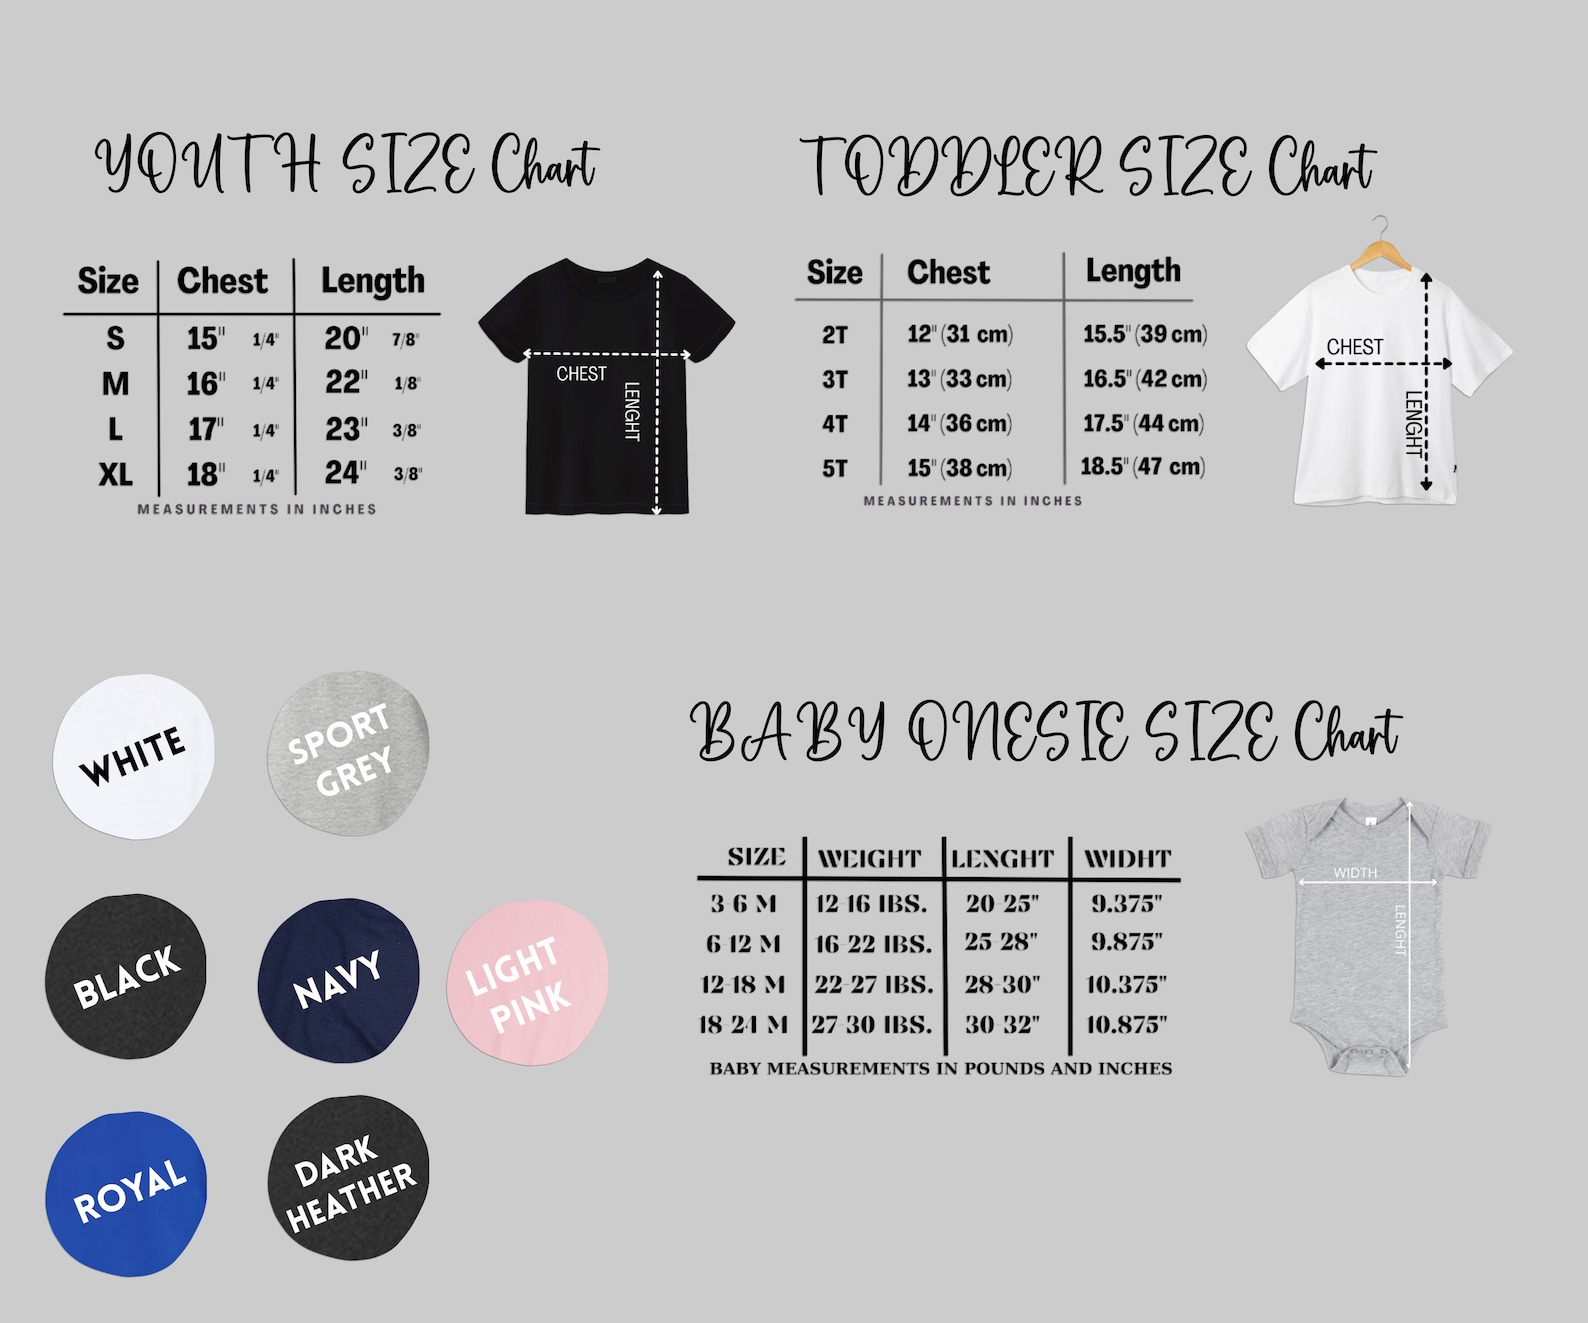 YOUTH SIZE Chart
Size Chest Length
S 15" 1/4" 20" 7/8"
M 16" 1/4" 22" 1/8"
L 17" 1/4" 23" 3/8"
XL 18" 1/4" 24" 3/8"
MEASUREMENTS IN INCHES
CHEST
LENGHT
TODDLER SIZE Chart
Size Chest Length
2T 12" (31 cm) 15.5" (39 cm)
3T 13" (33 cm) 16.5" (42 cm)
4T 14" (36 cm) 17.5" (44 cm)
5T 15" (38 cm) 18.5" (47 cm)
MEASUREMENTS IN INCHES
CHEST
LENGHT
WHITE
SPORT
GREY
BLACK
NAVY
LIGHT
PINK
ROYAL
DARK
HEATHER
BABY ONESIE SIZE Chart
SIZE WEIGHT LENGHT WIDHT
3-6 M 12-16 IBS. 20-25" 9.375"
6-12 M 16-22 IBS. 25-28" 9.875"
12-18 M 22-27 IBS. 28-30" 10.375"
18-24 M 27-30 IBS. 30-32" 10.875"
BABY MEASUREMENTS IN POUNDS AND INCHES
WIDTH
LENGHT